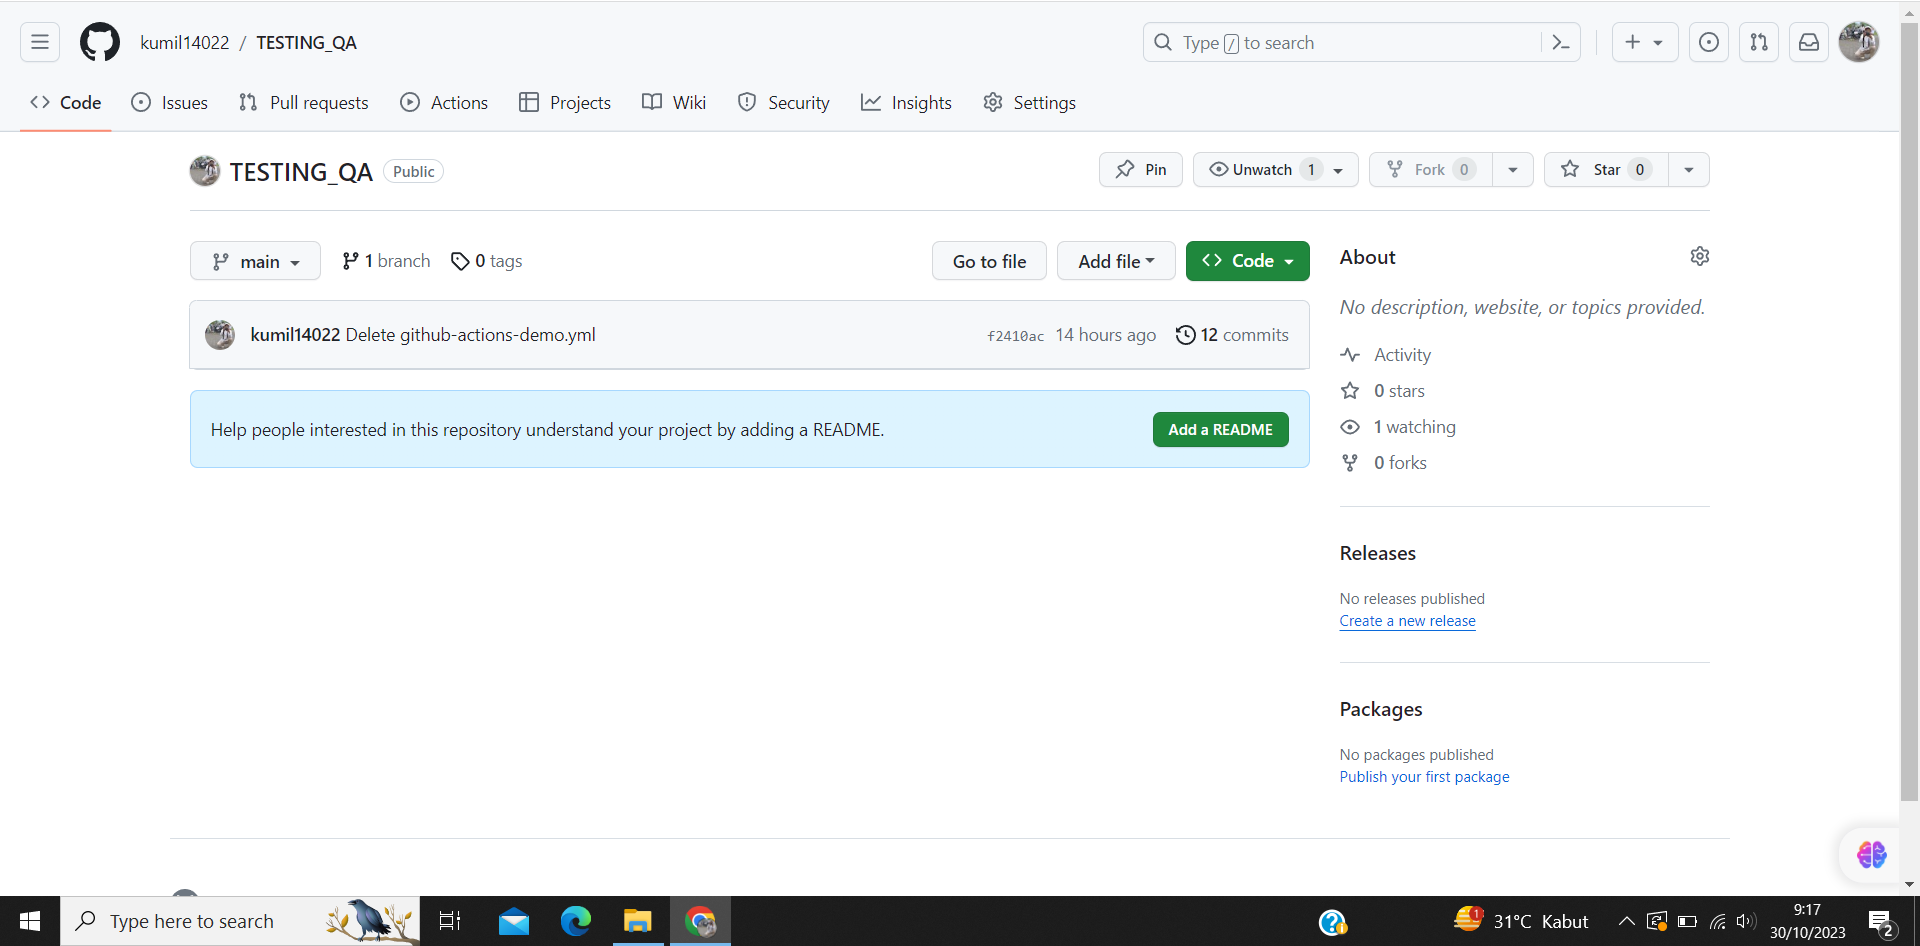 kumil14022 / TESTING_QA
Type / to search
Code Issues Pull requests Actions Projects Wiki Security Insights Settings
TESTING_QA Public
Pin Unwatch 1 Fork 0 Star 0
main 1 branch 0 tags
Go to file Add file Code
kumil14022 Delete github-actions-demo.yml f2410ac 14 hours ago 12 commits
Help people interested in this repository understand your project by adding a README.
Add a README
About
No description, website, or topics provided.
Activity
0 stars
1 watching
0 forks
Releases
No releases published
Create a new release
Packages
No packages published
Publish your first package
Type here to search
1
31°C Kabut
9:17
30/10/2023
2